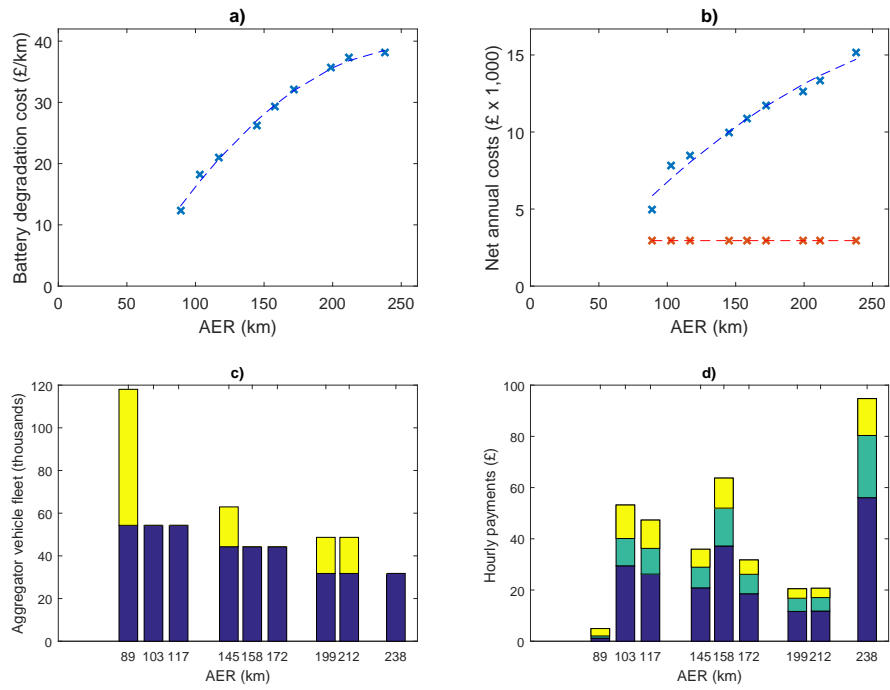 a)
Battery degradation cost (£/km)
40
30
20
10
0
0 50 100 150 200 250
AER (km)
b)
Net annual costs (£ x 1,000)
15
10
5
0
0 50 100 150 200 250
AER (km)
c)
Aggregator vehicle fleet (thousands)
120
100
80
60
40
20
0
89 103 117 145 158 172 199 212 238
AER (km)
d)
Hourly payments (£)
100
80
60
40
20
0
89 103 117 145 158 172 199 212 238
AER (km)